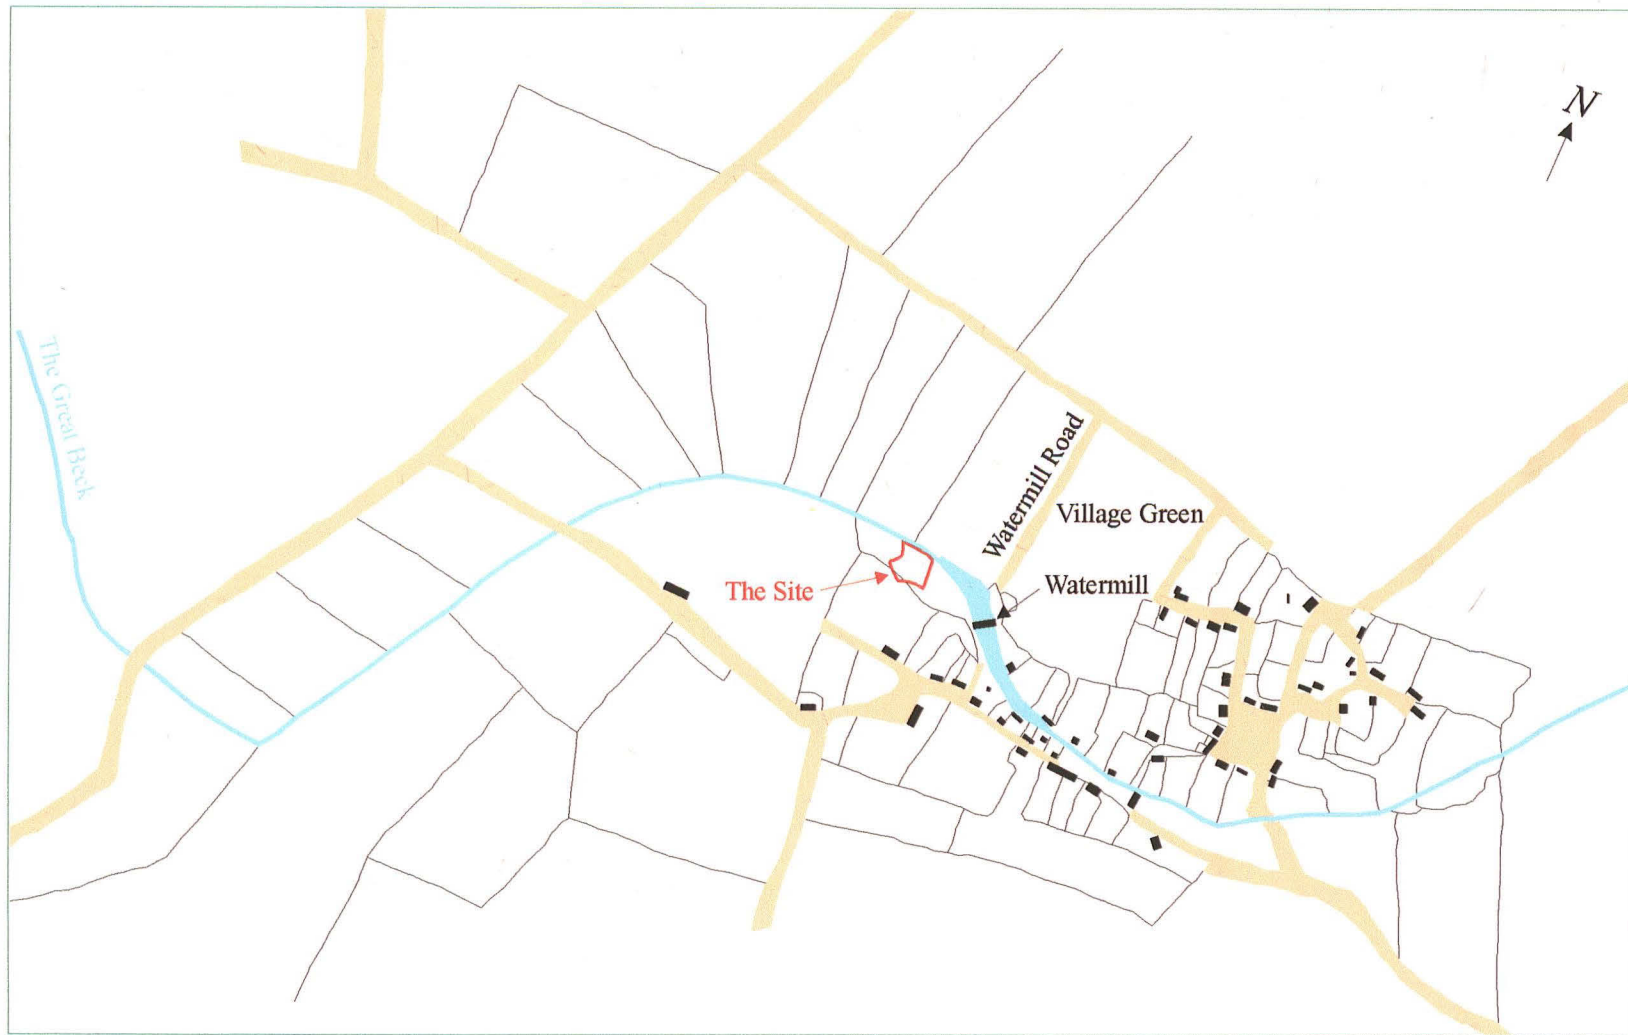 N
The Great Beck
Watermill Road
Village Green
The Site
Watermill